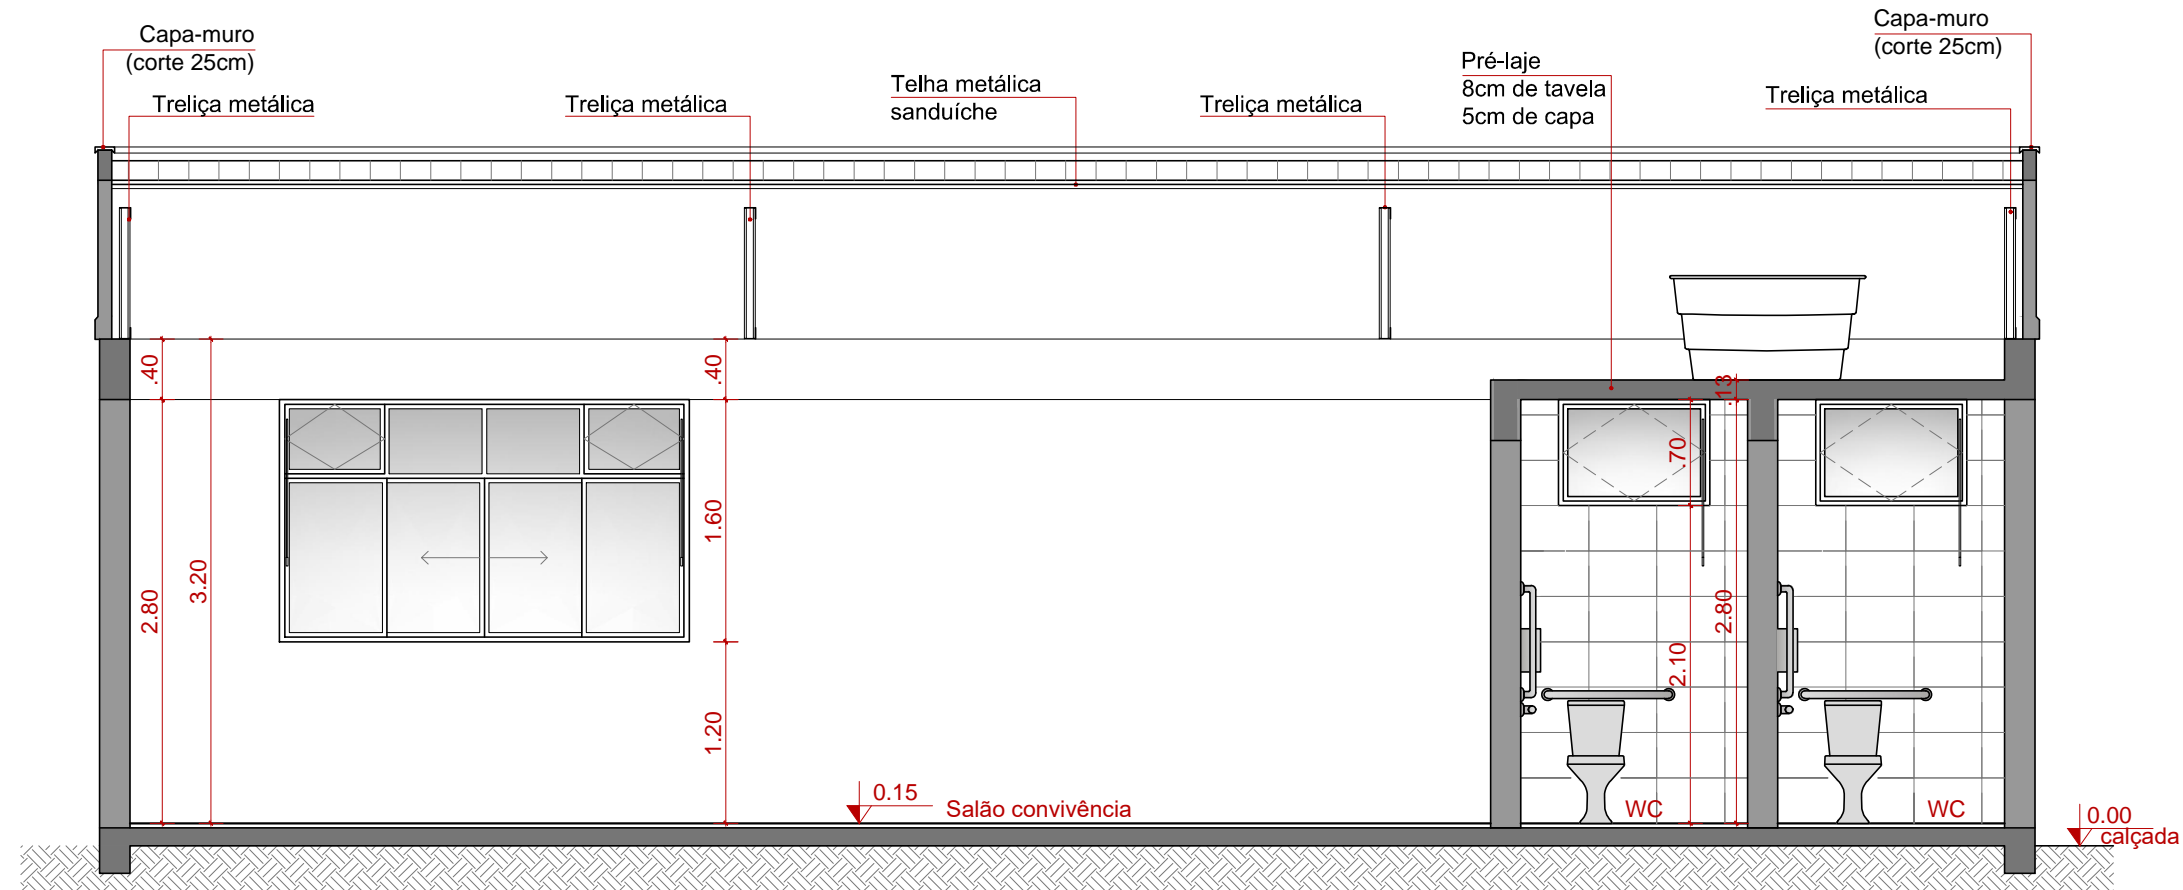 Capa-muro
(corte 25cm)
Capa-muro
(corte 25cm)
Treliça metálica
Treliça metálica
Telha metálica
sanduíche
Treliça metálica
Pré-laje
8cm de tavela
5cm de capa
Treliça metálica
.40
.40
.13
.70
1.60
3.20
2.80
2.80
2.10
1.20
0.15
Salão convivência
WC
WC
0.00
calçada